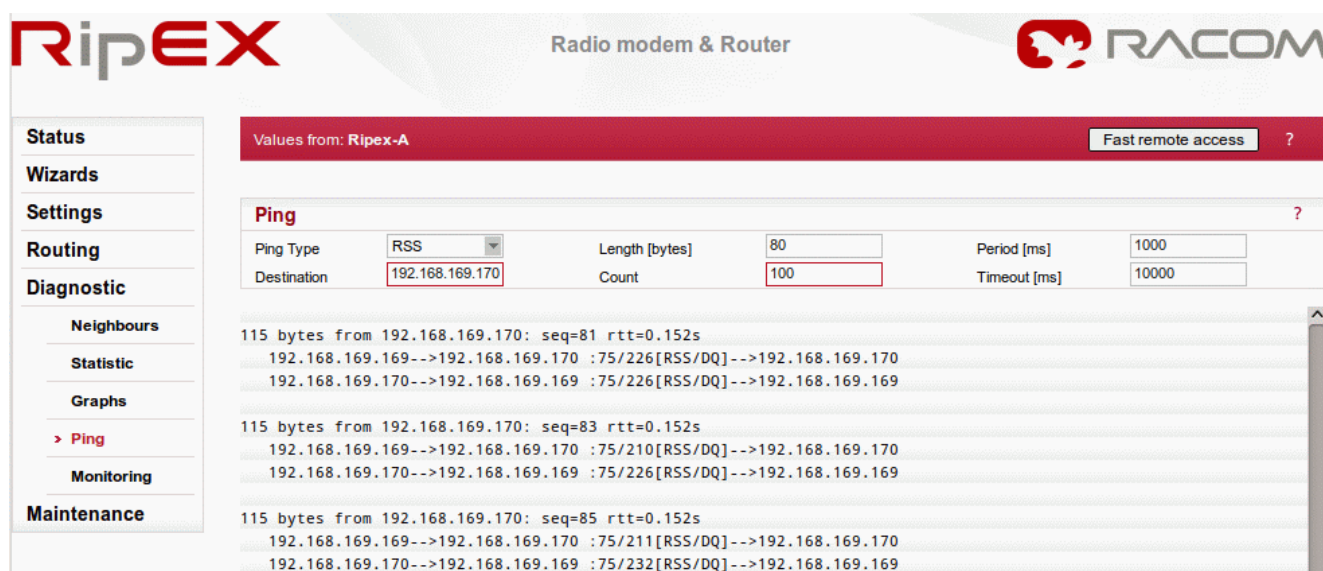 RipEX
Radio modem & Router
RACOM
Status
Wizards
Settings
Routing
Diagnostic
Neighbours
Statistic
Graphs
> Ping
Monitoring
Maintenance
Values from: Ripex-A
Fast remote access
?
Ping
?
Ping Type RSS Length [bytes] 80 Period [ms] 1000
Destination 192.168.169.170 Count 100 Timeout [ms] 10000
115 bytes from 192.168.169.170: seq=81 rtt=0.152s
192.168.169.169-->192.168.169.170 :75/226[RSS/DQ]-->192.168.169.170
192.168.169.170-->192.168.169.169 :75/226[RSS/DQ]-->192.168.169.169
115 bytes from 192.168.169.170: seq=83 rtt=0.152s
192.168.169.169-->192.168.169.170 :75/210[RSS/DQ]-->192.168.169.170
192.168.169.170-->192.168.169.169 :75/226[RSS/DQ]-->192.168.169.169
115 bytes from 192.168.169.170: seq=85 rtt=0.152s
192.168.169.169-->192.168.169.170 :75/211[RSS/DQ]-->192.168.169.170
192.168.169.170-->192.168.169.169 :75/232[RSS/DQ]-->192.168.169.169